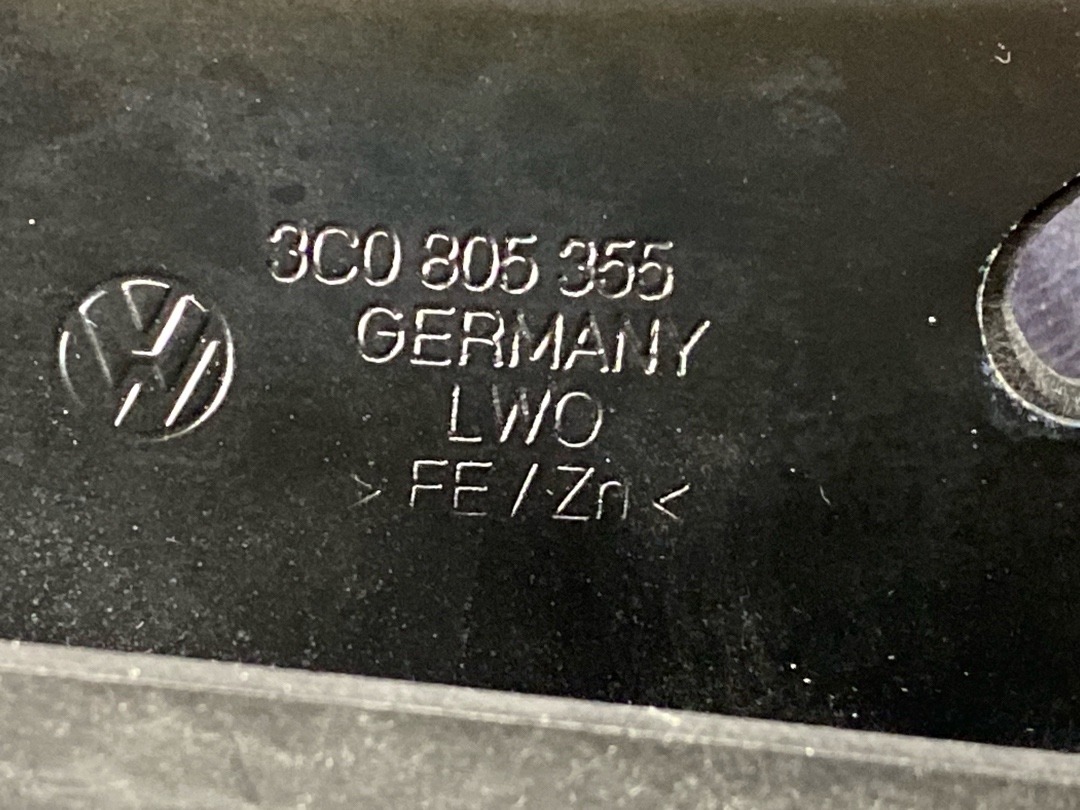 3C0 805 355
GERMANY
LWO
> FE / Zn <